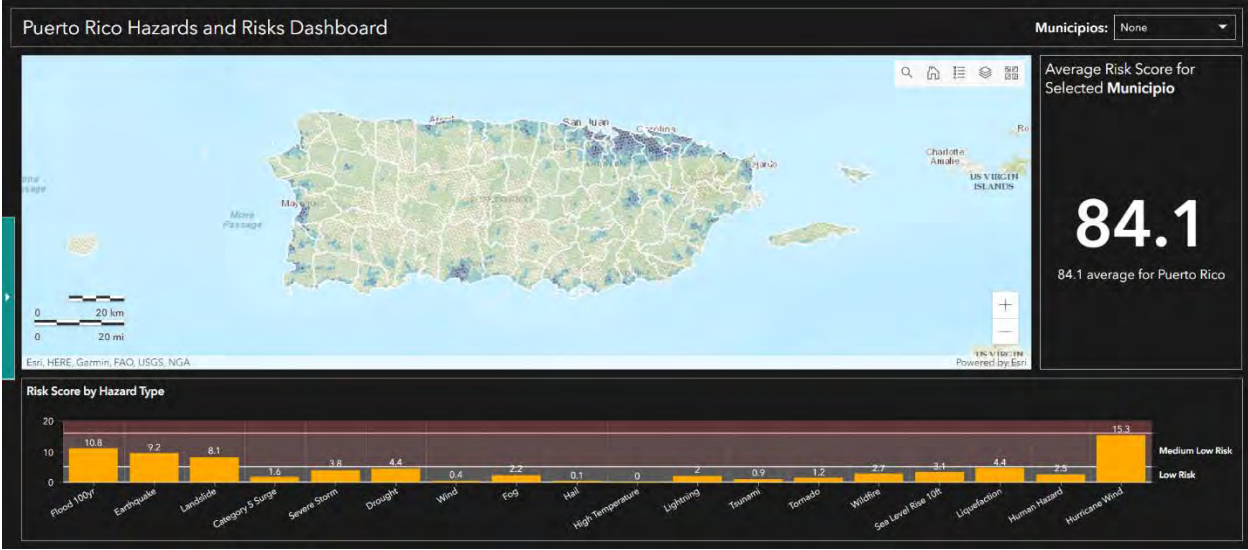 Puerto Rico Hazards and Risks Dashboard
Municipios: None
Average Risk Score for
Selected Municipio
84.1
84.1 average for Puerto Rico
San Juan
Carolina
Fajardo
Charlotte
Amalie
US VIRGIN
ISLANDS
Mona
Passage
0 20 km
0 20 mi
Esri, HERE, Garmin, FAO, USGS, NGA
Powered by Esri
Risk Score by Hazard Type
20
10
0
10.8
9.2
8.1
1.6
3.8
4.4
0.4
2.2
0.1
0
2
0.9
1.2
2.7
3.1
4.4
2.5
15.3
Medium Low Risk
Low Risk
Flood 100yr
Earthquake
Landslide
Category 5 Surge
Severe Storm
Drought
Wind
Fog
Hail
High Temperature
Lightning
Tsunami
Tornado
Wildfire
Sea Level Rise 10ft
Liquefaction
Human Hazard
Hurricane Wind